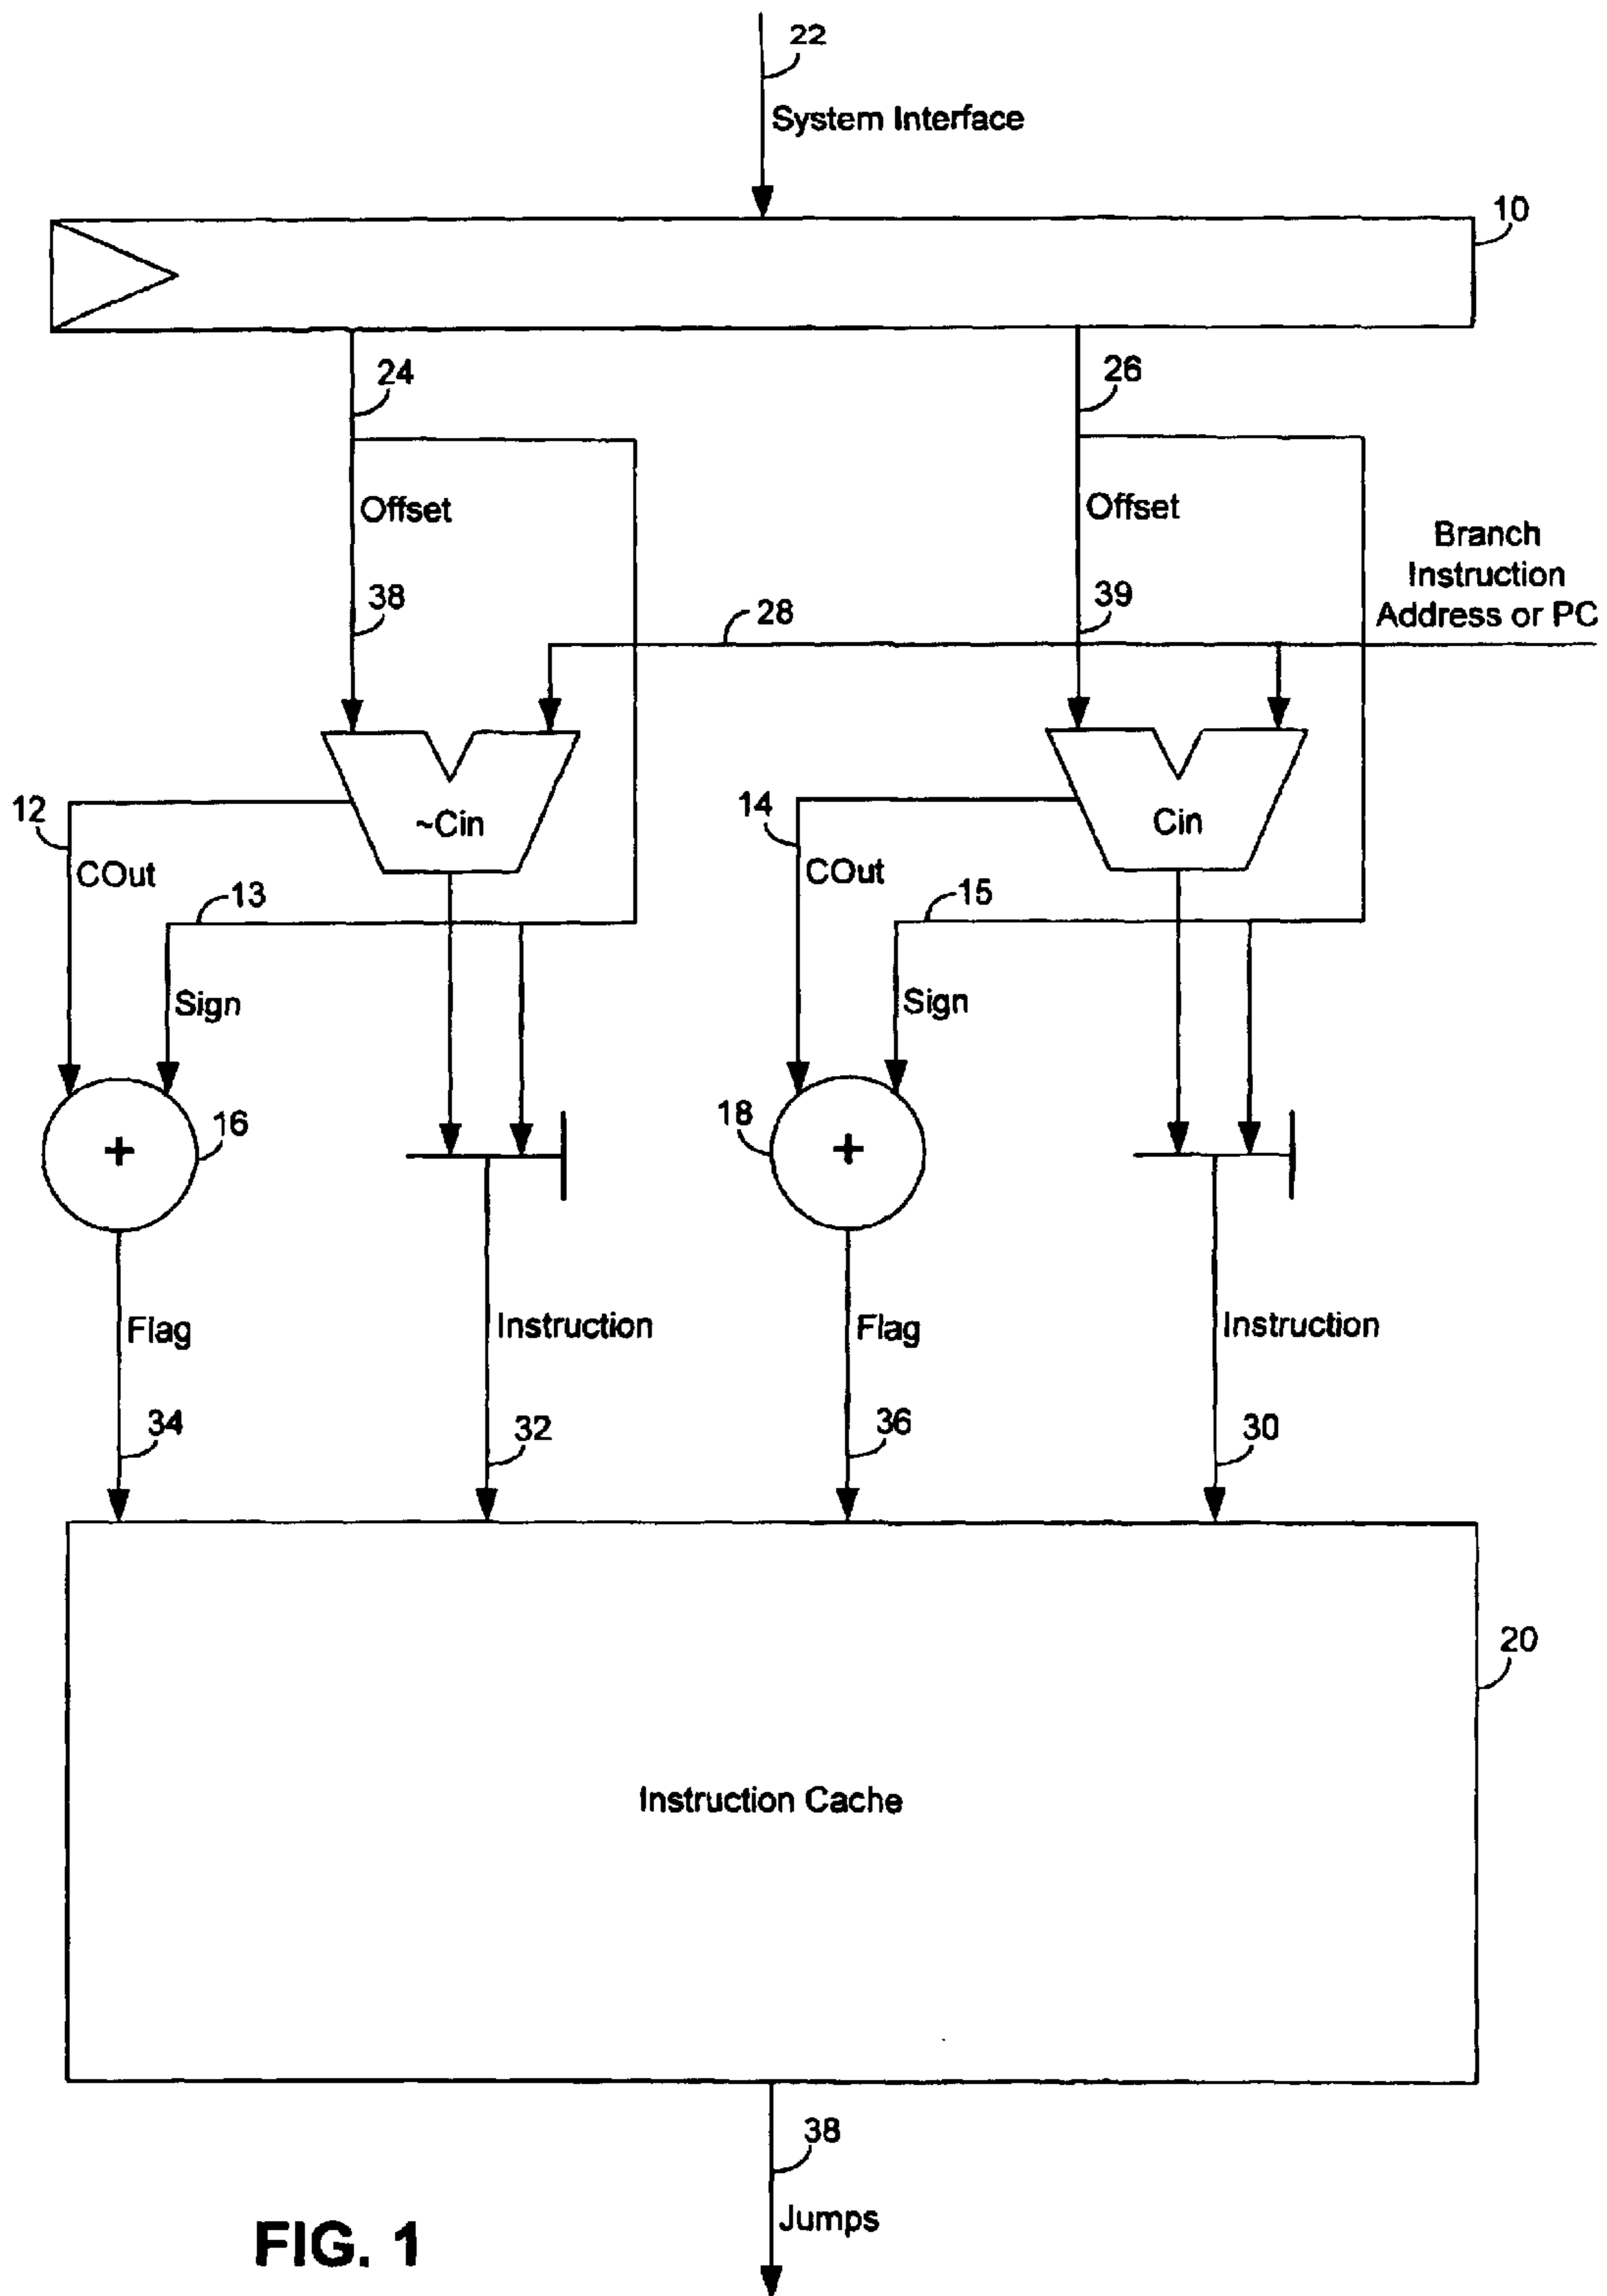 22
System Interface
10
24
26
Offset
Offset
Branch
Instruction
Address or PC
38
28
39
~Cin
Cin
12
14
COut
COut
13
15
Sign
Sign
+
16
18
+
Flag
Instruction
Flag
Instruction
34
32
36
30
20
Instruction Cache
38
Jumps
FIG. 1